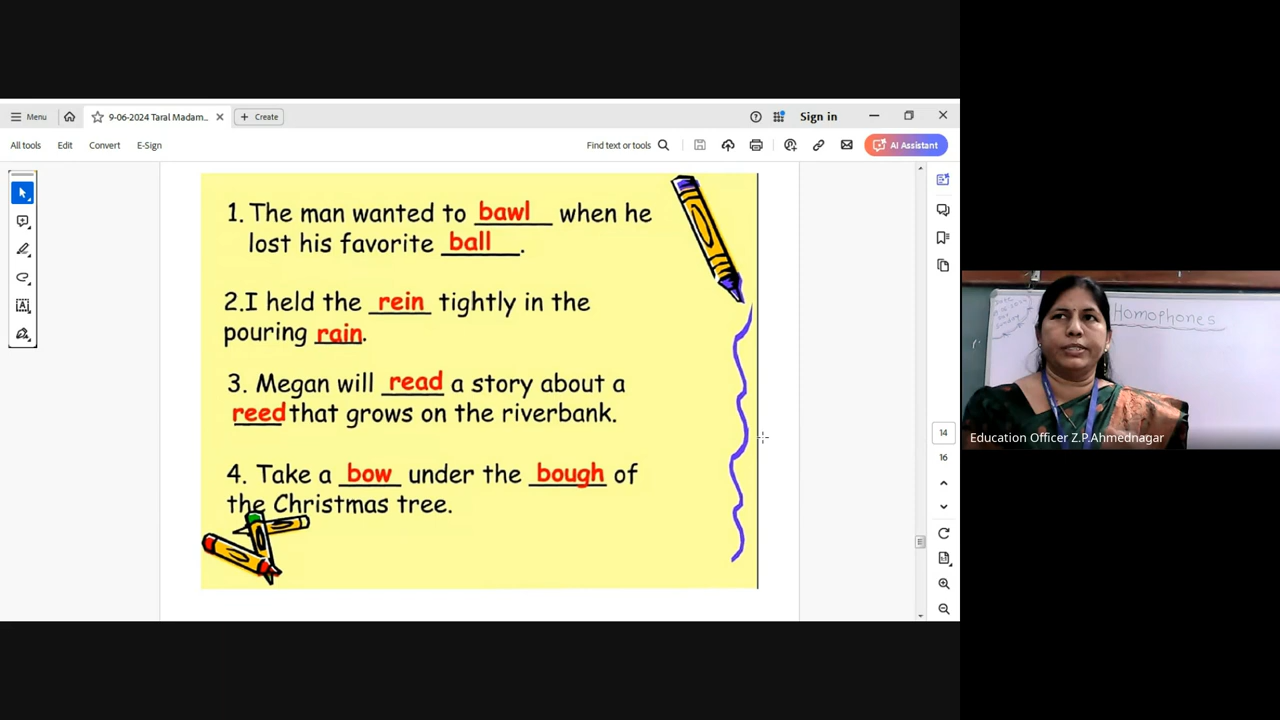 Menu
9-06-2024 Taral Madam...
Create
Sign in
All tools
Edit
Convert
E-Sign
Find text or tools
AI Assistant
1. The man wanted to bawl when he
lost his favorite ball.
2.I held the rein tightly in the
pouring rain.
3. Megan will read a story about a
reed that grows on the riverbank.
4. Take a bow under the bough of
the Christmas tree.
14
16
Homophones
Education Officer Z.P.Ahmednagar